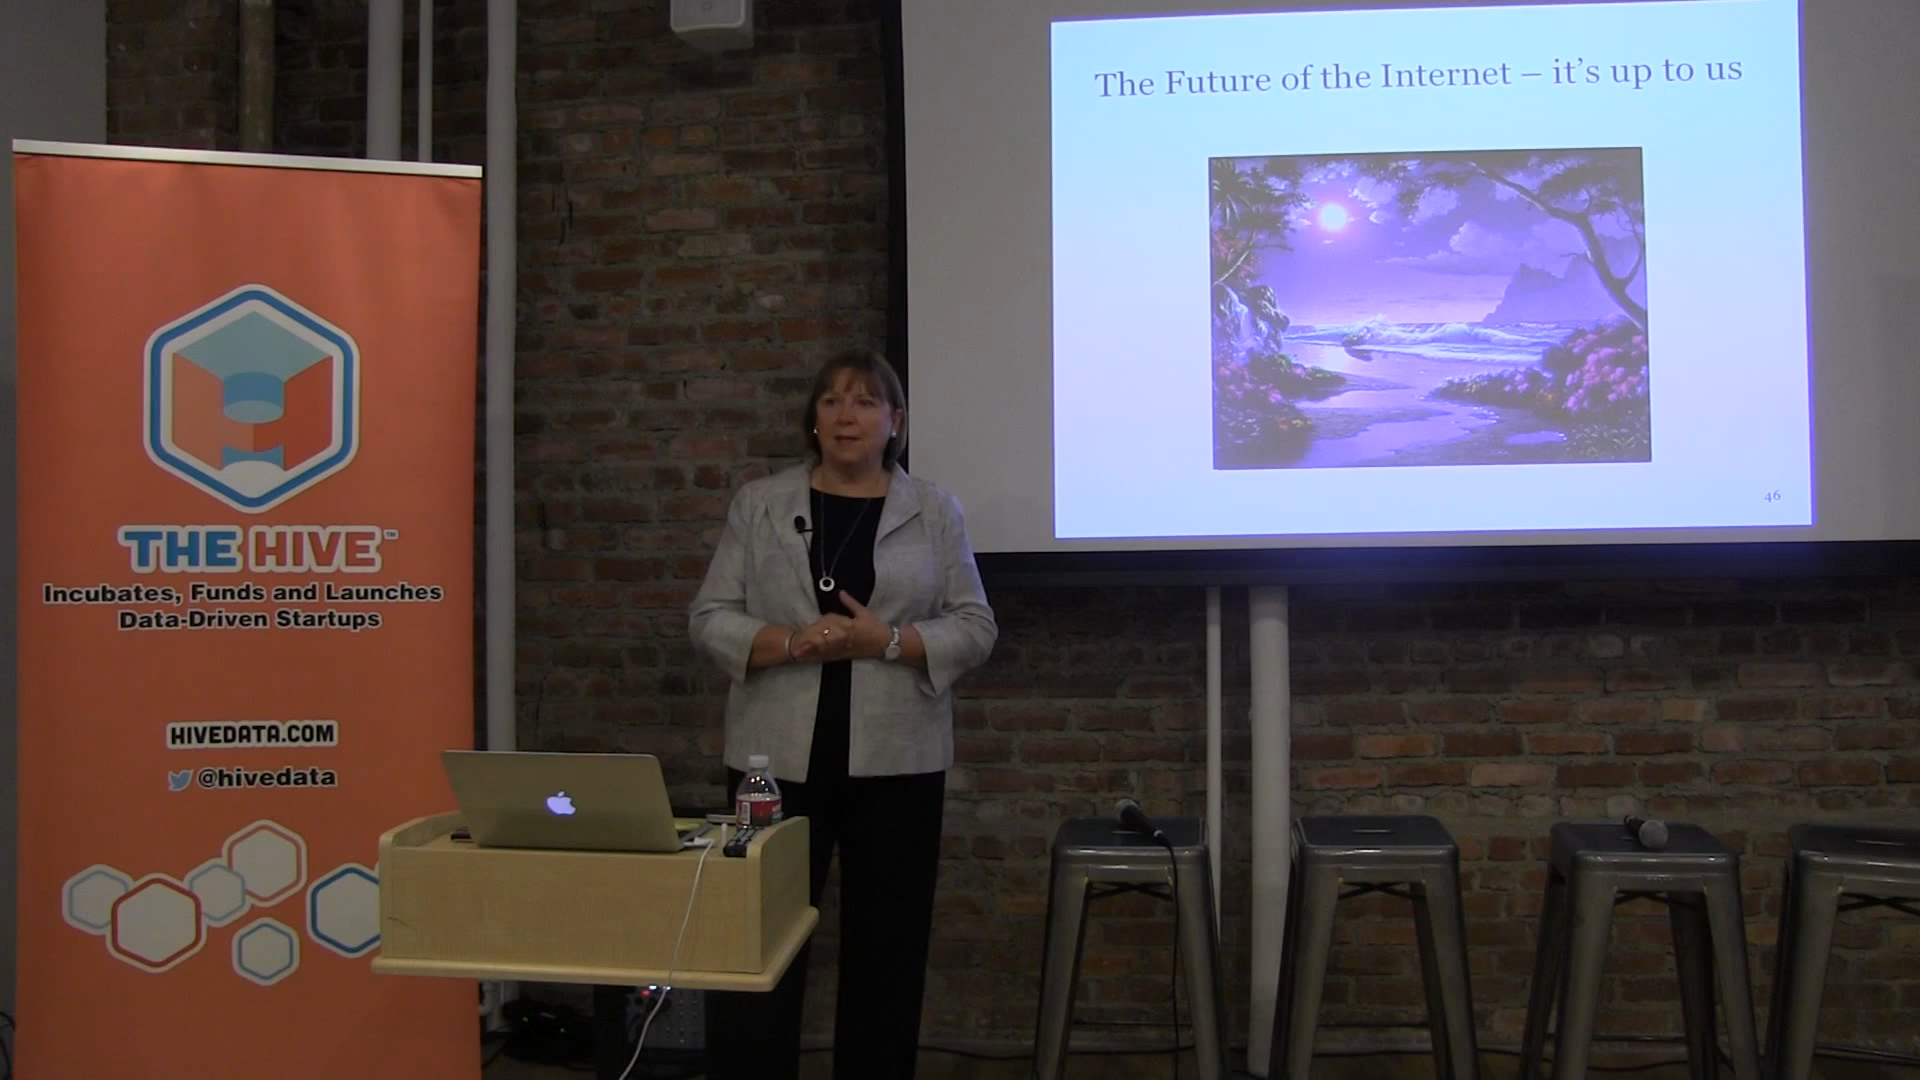 The Future of the Internet – it's up to us
46
THE HIVE™
Incubates, Funds and Launches
Data-Driven Startups
HIVEDATA.COM
@hivedata